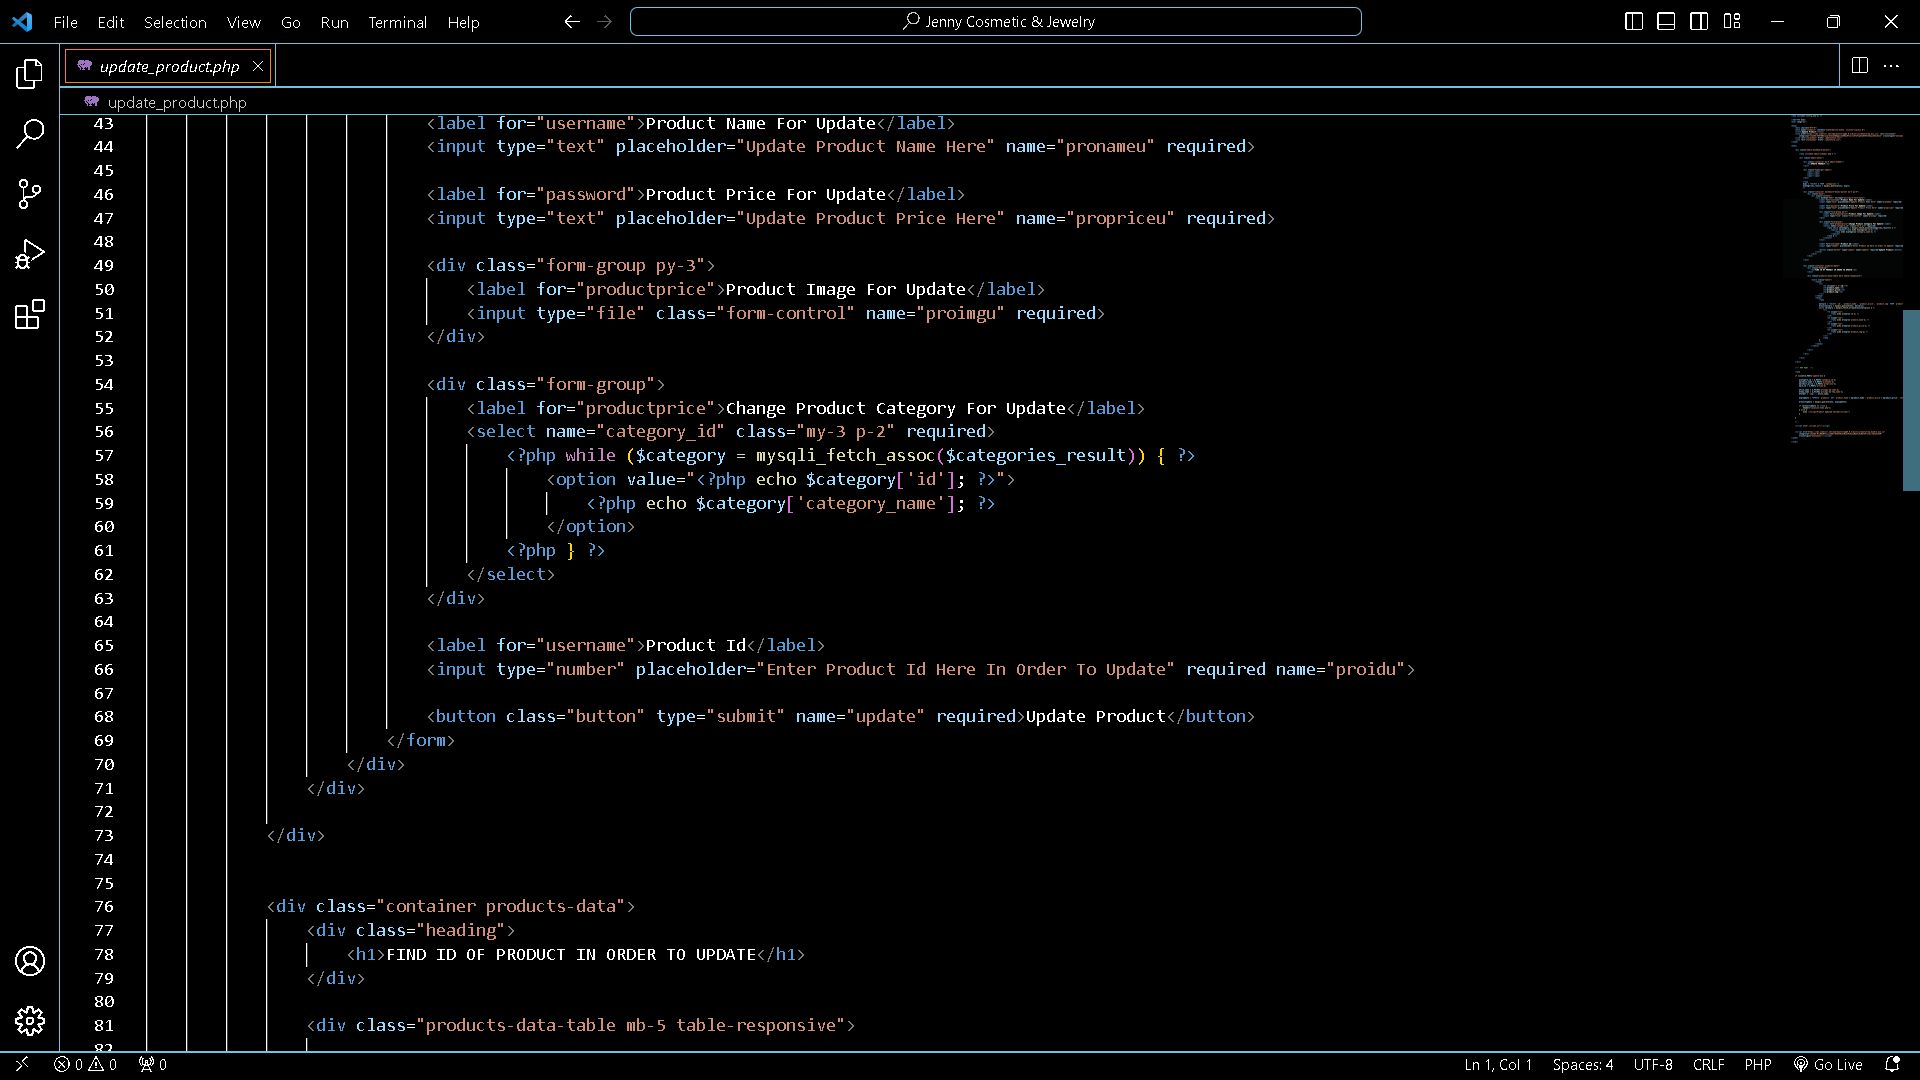 File Edit Selection View Go Run Terminal Help
Jenny Cosmetic & Jewelry
update_product.php
update_product.php
43 <label for="username">Product Name For Update</label>
44 <input type="text" placeholder="Update Product Name Here" name="pronameu" required>
45
46 <label for="password">Product Price For Update</label>
47 <input type="text" placeholder="Update Product Price Here" name="propriceu" required>
48
49 <div class="form-group py-3">
50 <label for="productprice">Product Image For Update</label>
51 <input type="file" class="form-control" name="proimgu" required>
52 </div>
53
54 <div class="form-group">
55 <label for="productprice">Change Product Category For Update</label>
56 <select name="category_id" class="my-3 p-2" required>
57 <?php while ($category = mysqli_fetch_assoc($categories_result)) { ?>
58 <option value="<?php echo $category['id']; ?>">
59 <?php echo $category['category_name']; ?>
60 </option>
61 <?php } ?>
62 </select>
63 </div>
64
65 <label for="username">Product Id</label>
66 <input type="number" placeholder="Enter Product Id Here In Order To Update" required name="proidu">
67
68 <button class="button" type="submit" name="update" required>Update Product</button>
69 </form>
70 </div>
71 </div>
72
73 </div>
74
75
76 <div class="container products-data">
77 <div class="heading">
78 <h1>FIND ID OF PRODUCT IN ORDER TO UPDATE</h1>
79 </div>
80
81 <div class="products-data-table mb-5 table-responsive">
82
0 0 0 Ln 1, Col 1 Spaces: 4 UTF-8 CRLF PHP Go Live